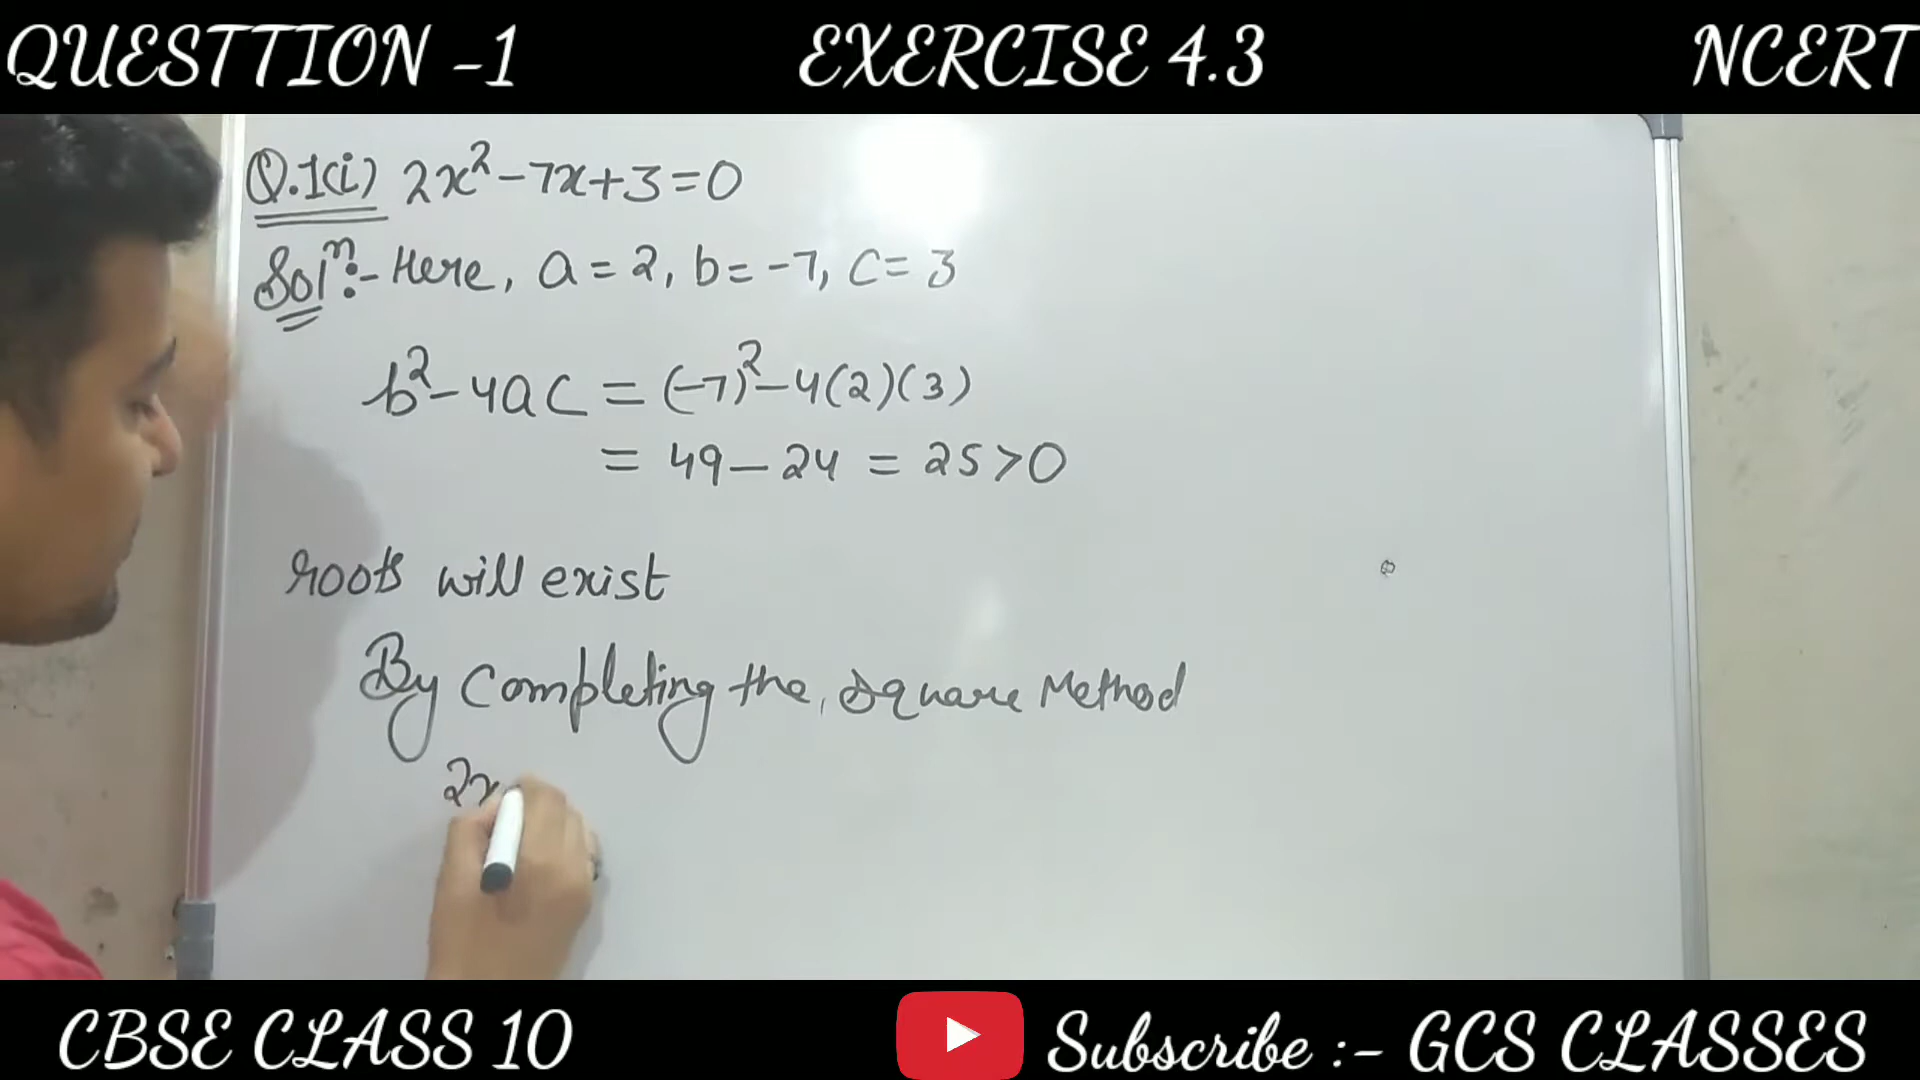 QUESTTION -1 EXERCISE 4.3 NCERT
Q.1(i) 2x²-7x+3=0
Solⁿ:- Here, a=2, b=-7, c=3
b²-4ac = (-7)²-4(2)(3)
= 49-24 = 25>0
roots will exist
By Completing the, Square Method
2x
CBSE CLASS 10 Subscribe :- GCS CLASSES